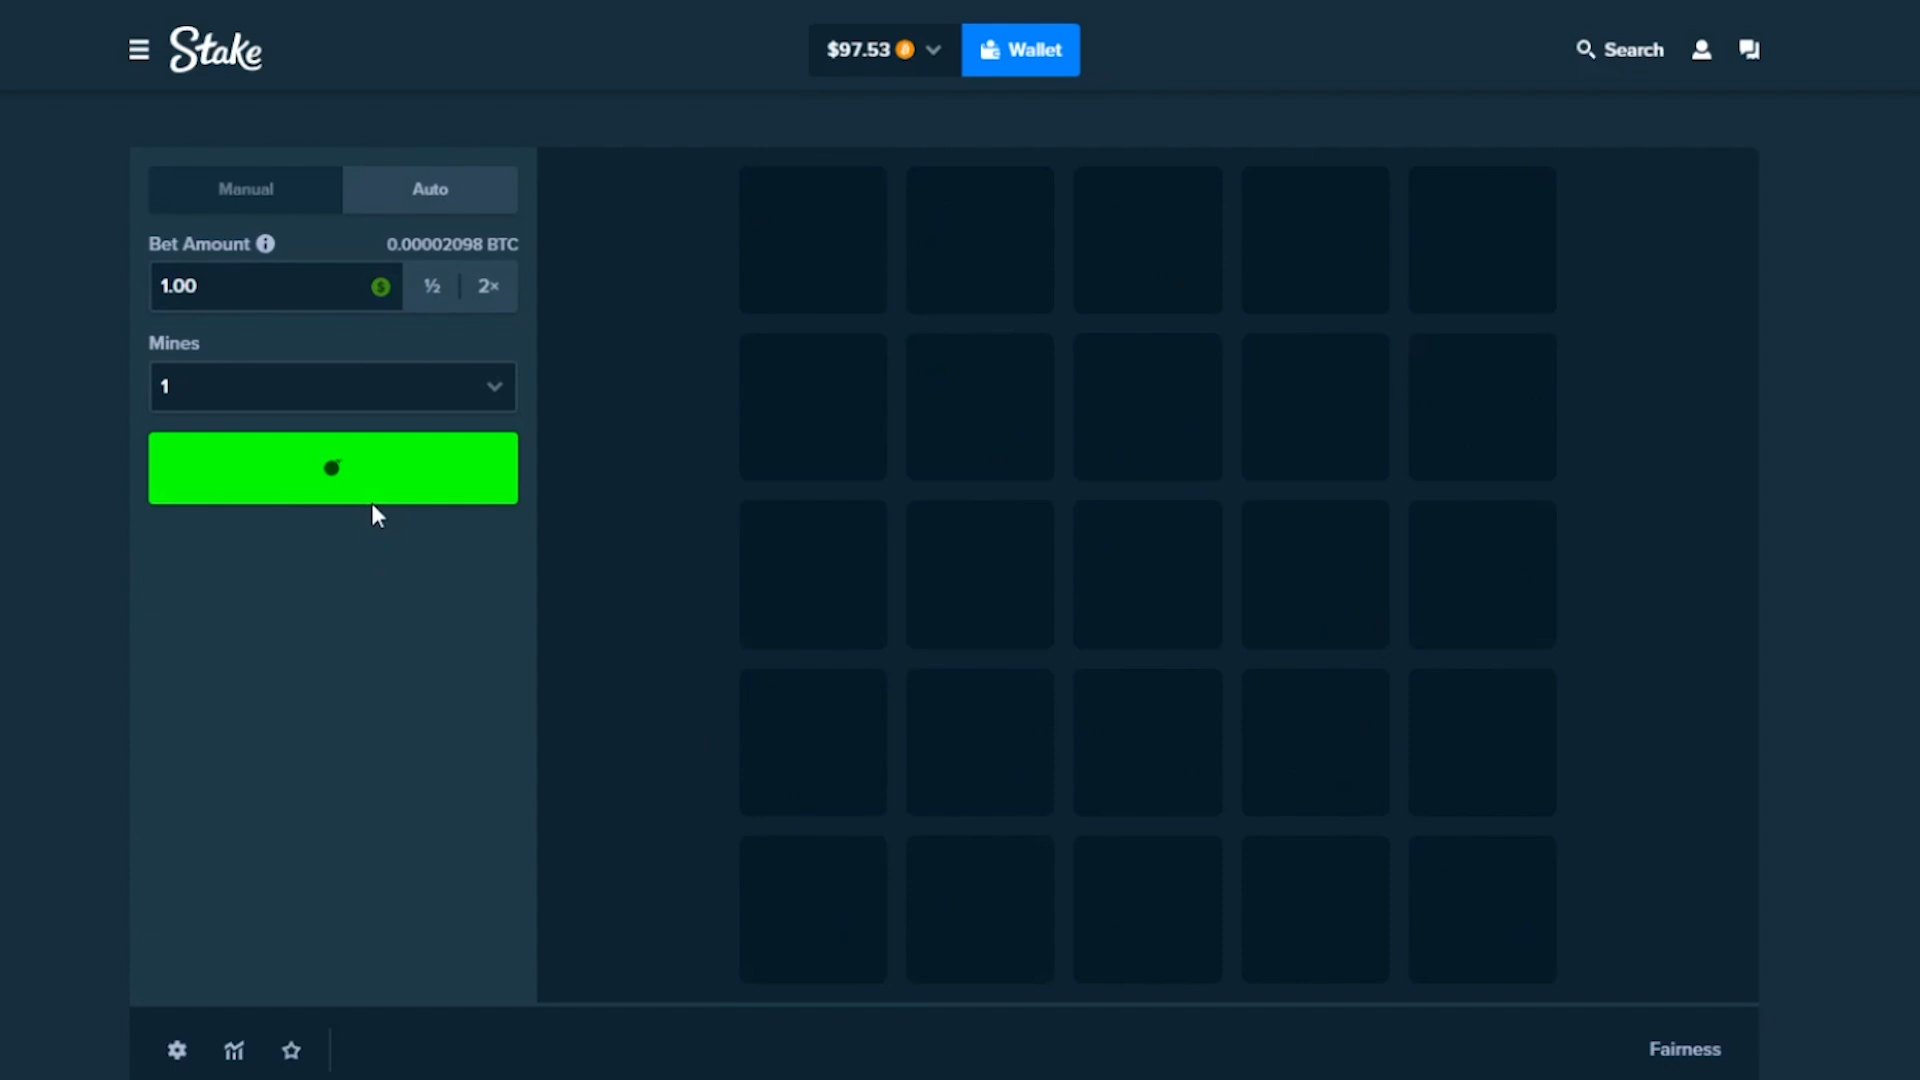 Stake
$97.53
Wallet
Search
Manual
Auto
Bet Amount
0.00002098 BTC
1.00
½
2×
Mines
1
Fairness